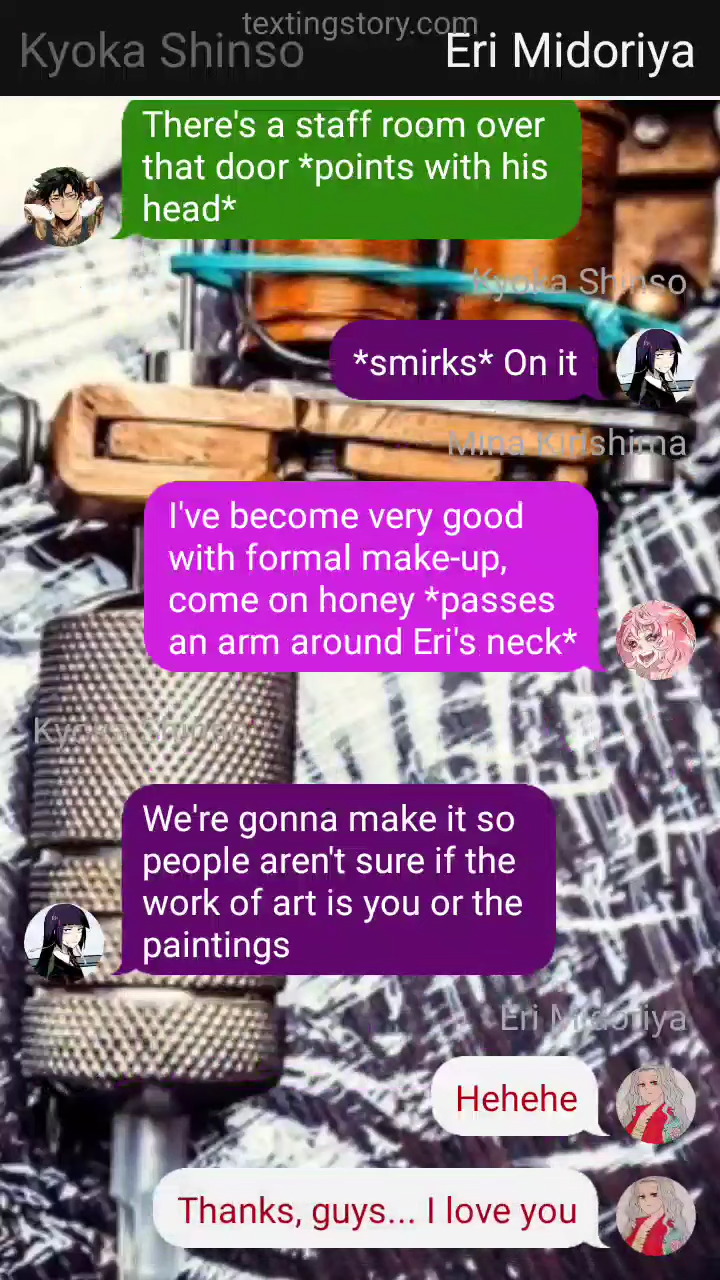 textingstory.com
Kyoka Shinso
Eri Midoriya
There's a staff room over
that door *points with his
head*
Kyoka Shinso
*smirks* On it
Mina Kirishima
I've become very good
with formal make-up,
come on honey *passes
an arm around Eri's neck*
Kyoka Shinso
We're gonna make it so
people aren't sure if the
work of art is you or the
paintings
Eri Midoriya
Hehehe
Thanks, guys... I love you